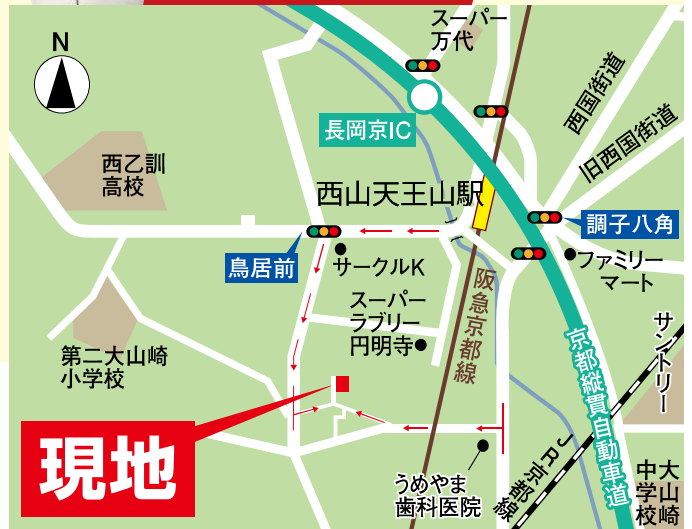 スーパー
万代
N
西国街道
旧西国街道
長岡京IC
西乙訓
高校
西山天王山駅
調子八角
鳥居前
サークルK
ファミリー
マート
阪急京都線
スーパー
ラブリー
円明寺
サントリー
第二大山崎
小学校
京都縦貫自動車道
現地
うめやま
歯科医院
JR京都線
大山崎
中学校